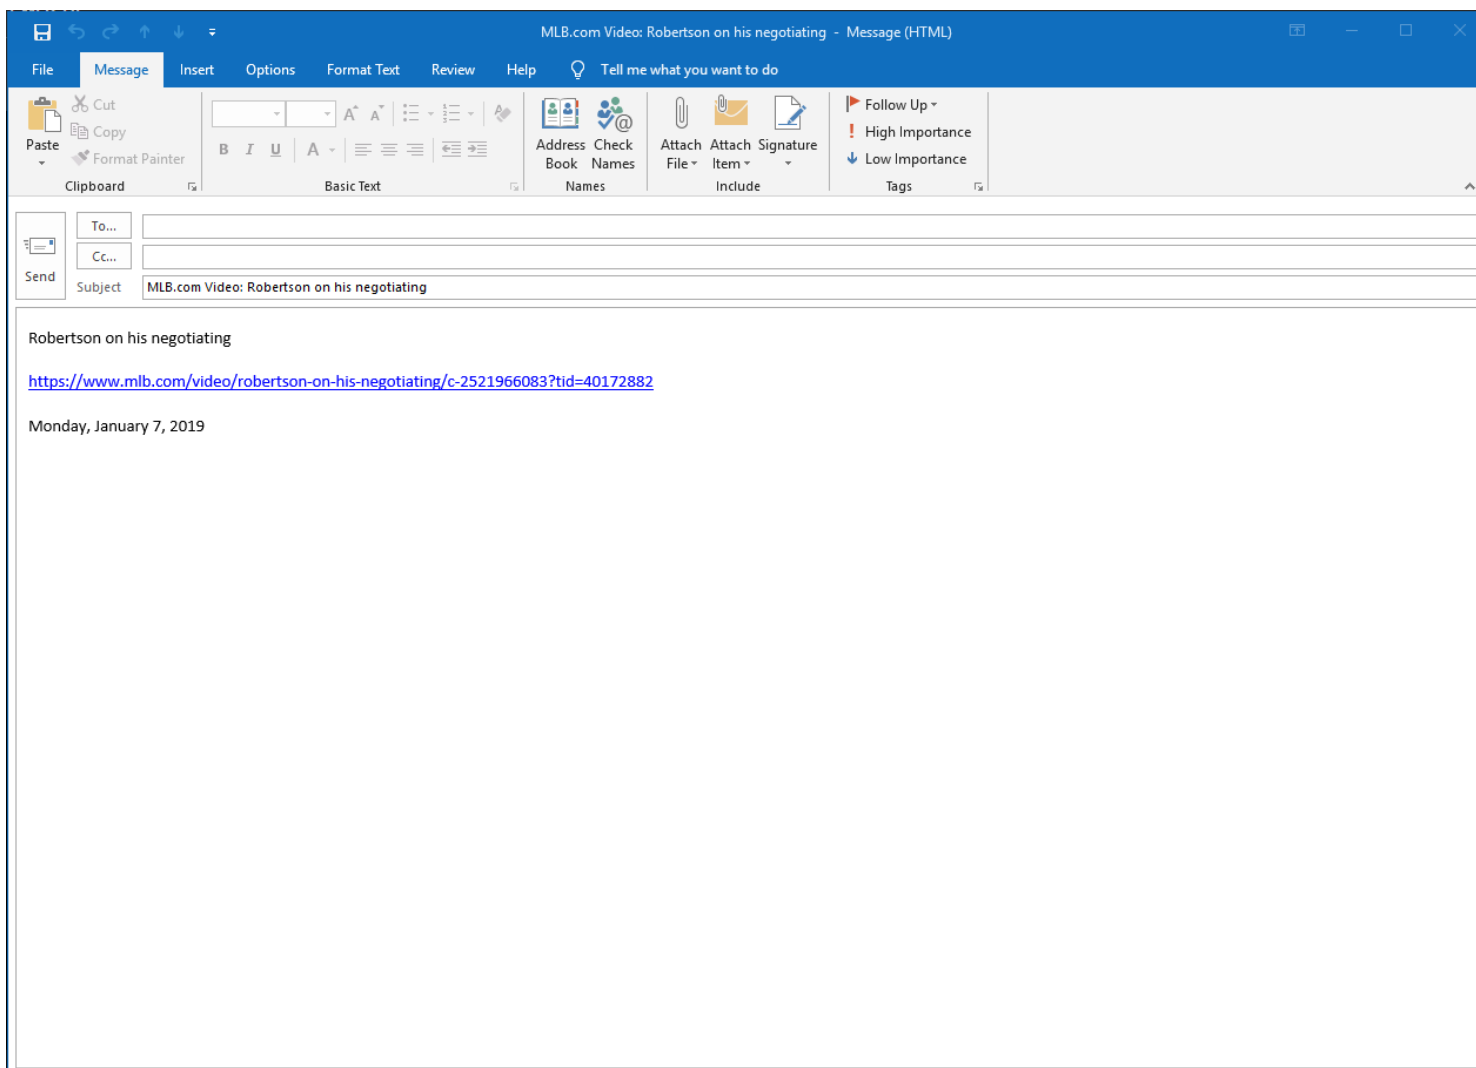 MLB.com Video: Robertson on his negotiating - Message (HTML)
File Message Insert Options Format Text Review Help Tell me what you want to do
Paste
Cut
Copy
Format Painter
Clipboard
A A
B I U A
Basic Text
Address Book
Check Names
Names
Attach File
Attach Item
Signature
Include
Follow Up
High Importance
Low Importance
Tags
Send
To...
Cc...
Subject MLB.com Video: Robertson on his negotiating
Robertson on his negotiating
https://www.mlb.com/video/robertson-on-his-negotiating/c-2521966083?tid=40172882
Monday, January 7, 2019